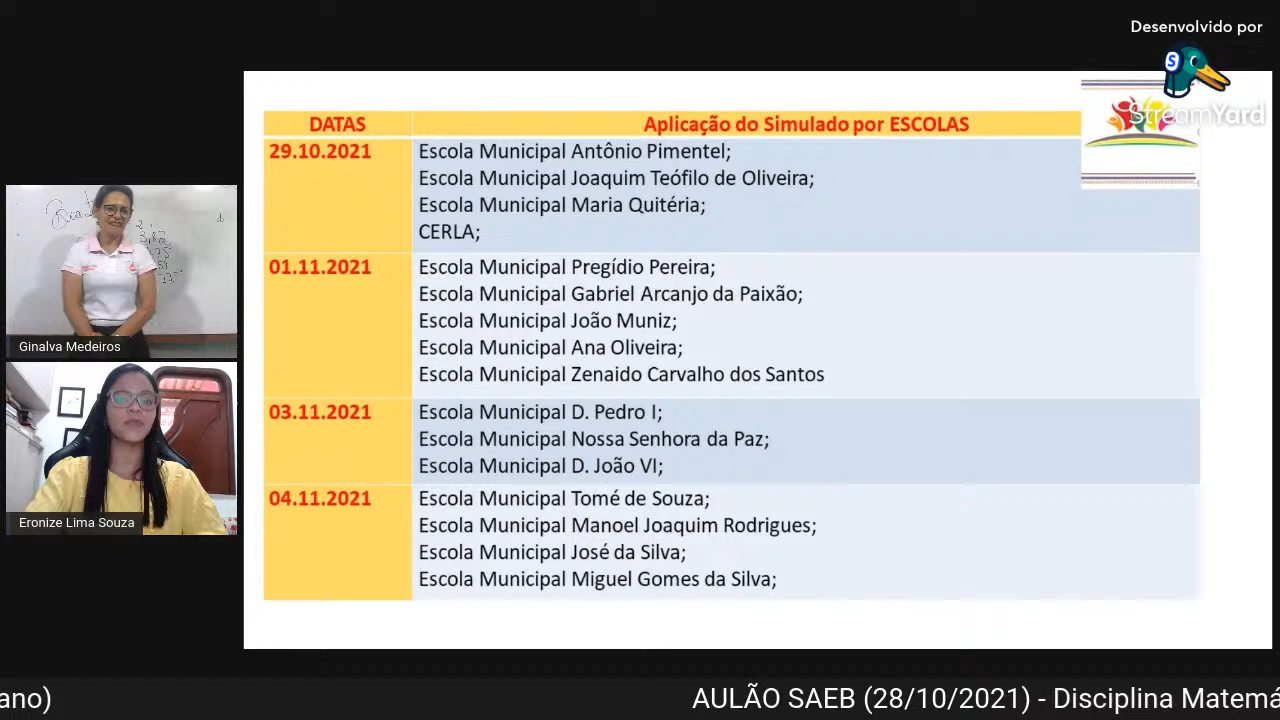 Desenvolvido por
StreamYard
DATAS
Aplicação do Simulado por ESCOLAS
29.10.2021
Escola Municipal Antônio Pimentel;
Escola Municipal Joaquim Teófilo de Oliveira;
Escola Municipal Maria Quitéria;
CERLA;
01.11.2021
Escola Municipal Pregídio Pereira;
Escola Municipal Gabriel Arcanjo da Paixão;
Escola Municipal João Muniz;
Escola Municipal Ana Oliveira;
Escola Municipal Zenaido Carvalho dos Santos
03.11.2021
Escola Municipal D. Pedro I;
Escola Municipal Nossa Senhora da Paz;
Escola Municipal D. João VI;
04.11.2021
Escola Municipal Tomé de Souza;
Escola Municipal Manoel Joaquim Rodrigues;
Escola Municipal José da Silva;
Escola Municipal Miguel Gomes da Silva;
Ginalva Medeiros
Eronize Lima Souza
ano) AULÃO SAEB (28/10/2021) - Disciplina Matemá